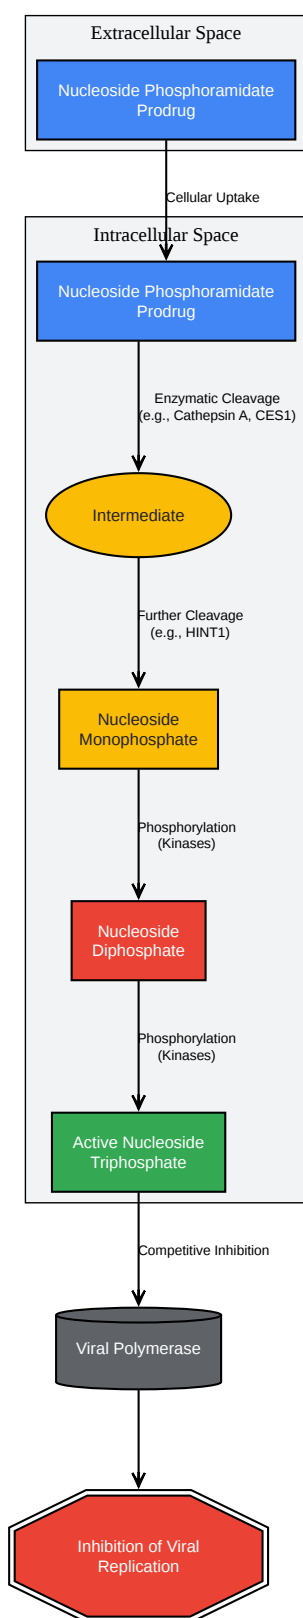 Extracellular Space
Nucleoside Phosphoramidate
Prodrug
Cellular Uptake
Intracellular Space
Nucleoside Phosphoramidate
Prodrug
Enzymatic Cleavage
(e.g., Cathepsin A, CES1)
Intermediate
Further Cleavage
(e.g., HINT1)
Nucleoside
Monophosphate
Phosphorylation
(Kinases)
Nucleoside
Diphosphate
Phosphorylation
(Kinases)
Active Nucleoside
Triphosphate
Competitive Inhibition
Viral Polymerase
Inhibition of Viral
Replication